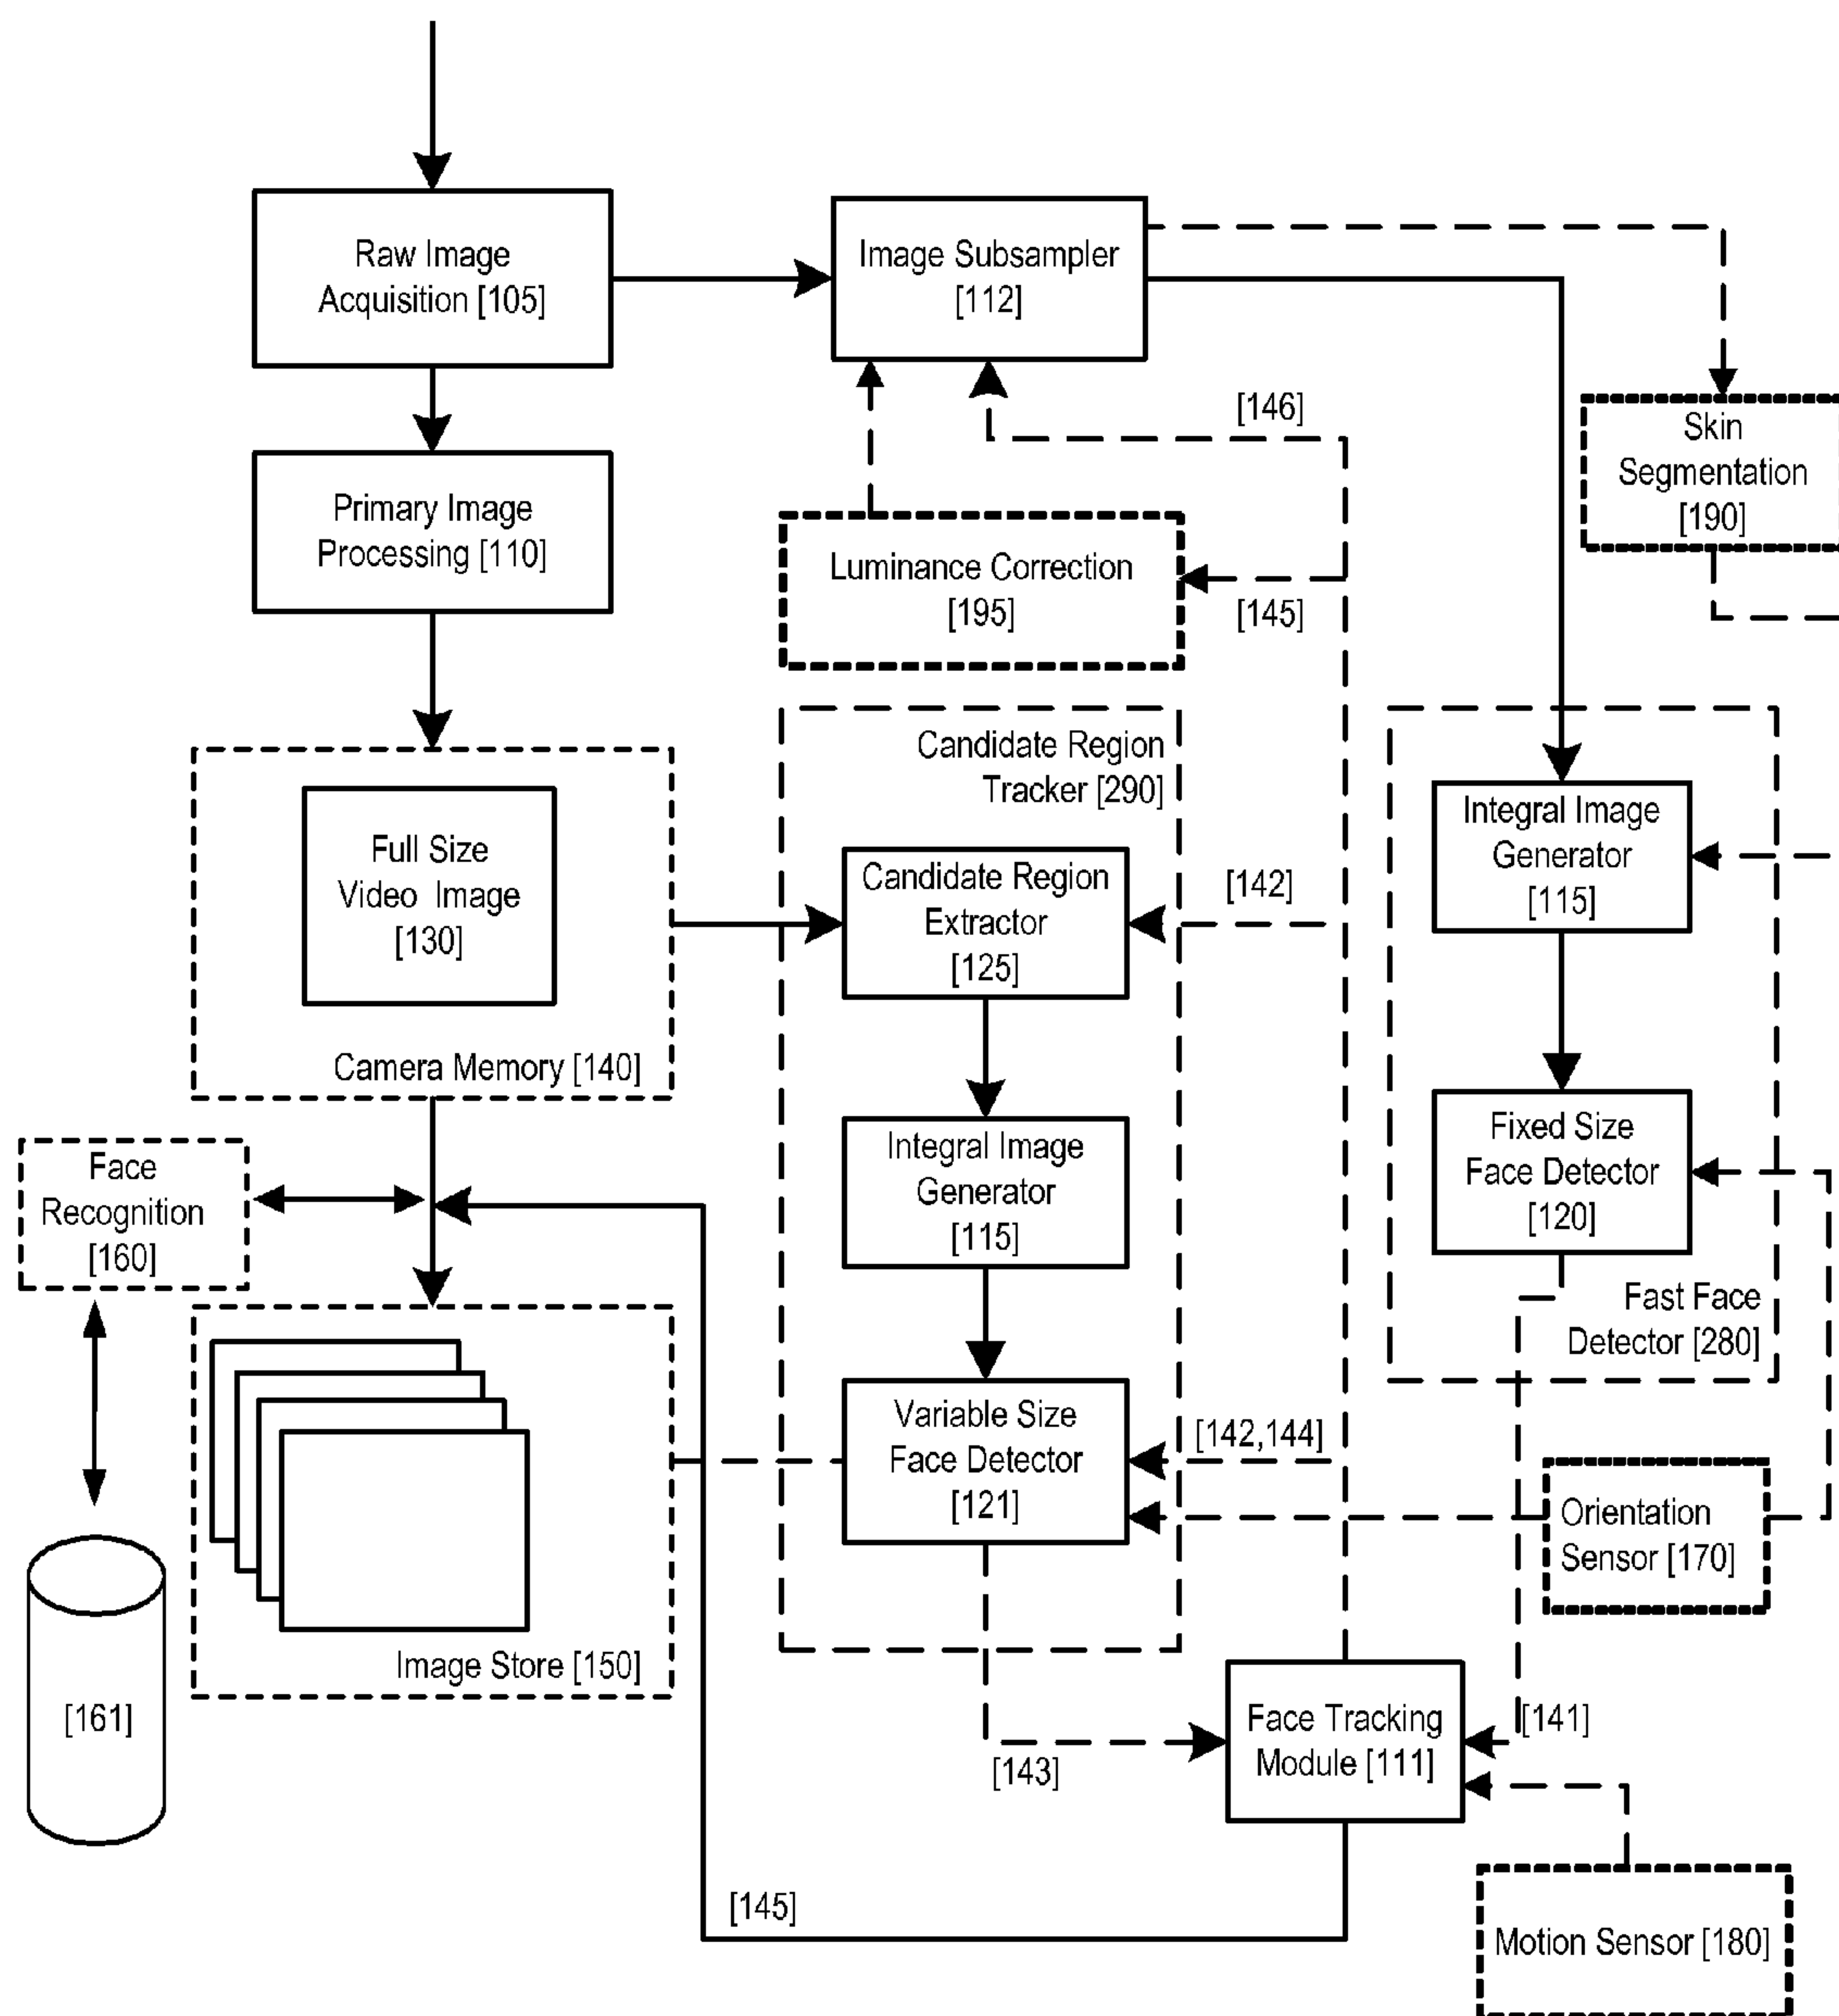 Raw Image
Acquisition [105]
Image Subsampler
[112]
[146]
Skin
Segmentation
[190]
Primary Image
Processing [110]
Luminance Correction
[195]
[145]
Candidate Region
Tracker [290]
Integral Image
Generator
[115]
Full Size
Video Image
[130]
Camera Memory [140]
Candidate Region
Extractor
[125]
[142]
Integral Image
Generator
[115]
Fixed Size
Face Detector
[120]
Fast Face
Detector [280]
Face
Recognition
[160]
Variable Size
Face Detector
[121]
[142,144]
Orientation
Sensor [170]
Image Store [150]
[161]
[143]
Face Tracking
Module [111]
[141]
[145]
Motion Sensor [180]